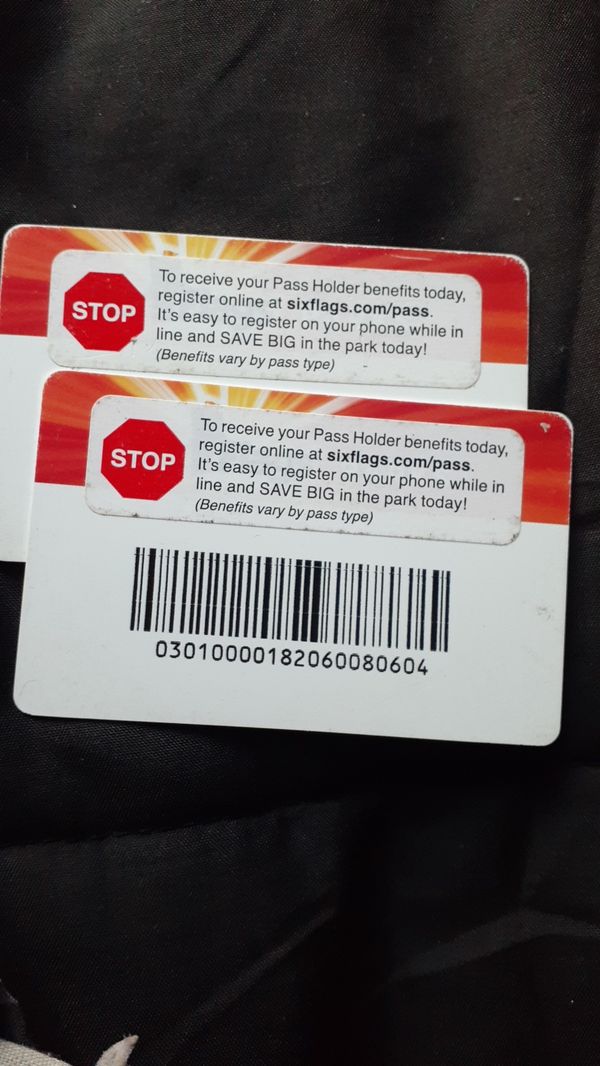 STOP
To receive your Pass Holder benefits today,
register online at sixflags.com/pass.
It's easy to register on your phone while in
line and SAVE BIG in the park today!
(Benefits vary by pass type)
STOP
To receive your Pass Holder benefits today,
register online at sixflags.com/pass.
It's easy to register on your phone while in
line and SAVE BIG in the park today!
(Benefits vary by pass type)
03010000182060080604